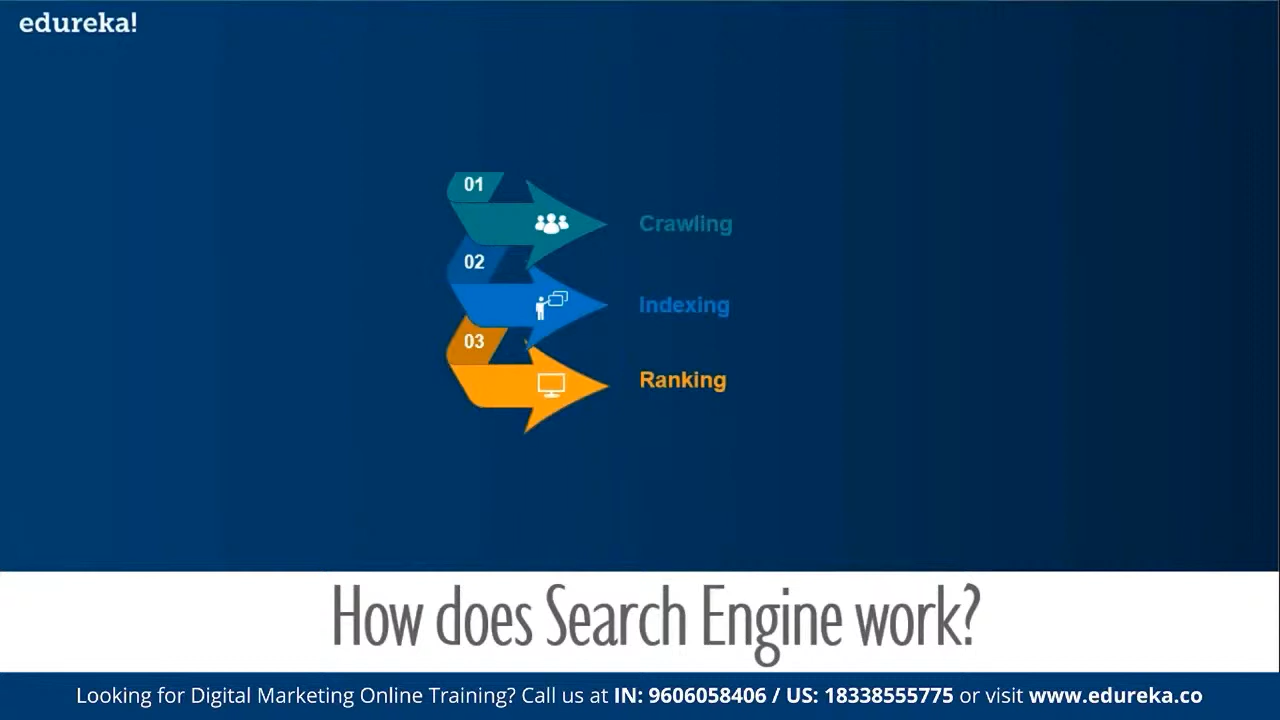 edureka!
01
Crawling
02
Indexing
03
Ranking
How does Search Engine work?
Looking for Digital Marketing Online Training? Call us at IN: 9606058406 / US: 18338555775 or visit www.edureka.co